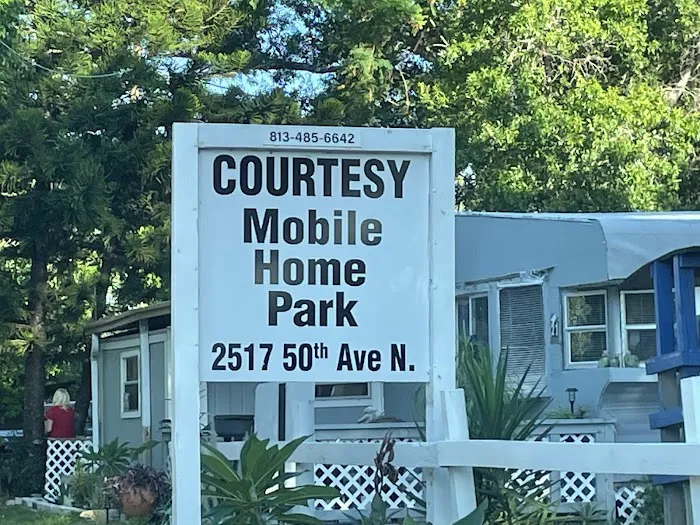 813-485-6642
COURTESY
Mobile
Home
Park
2517 50th Ave N.